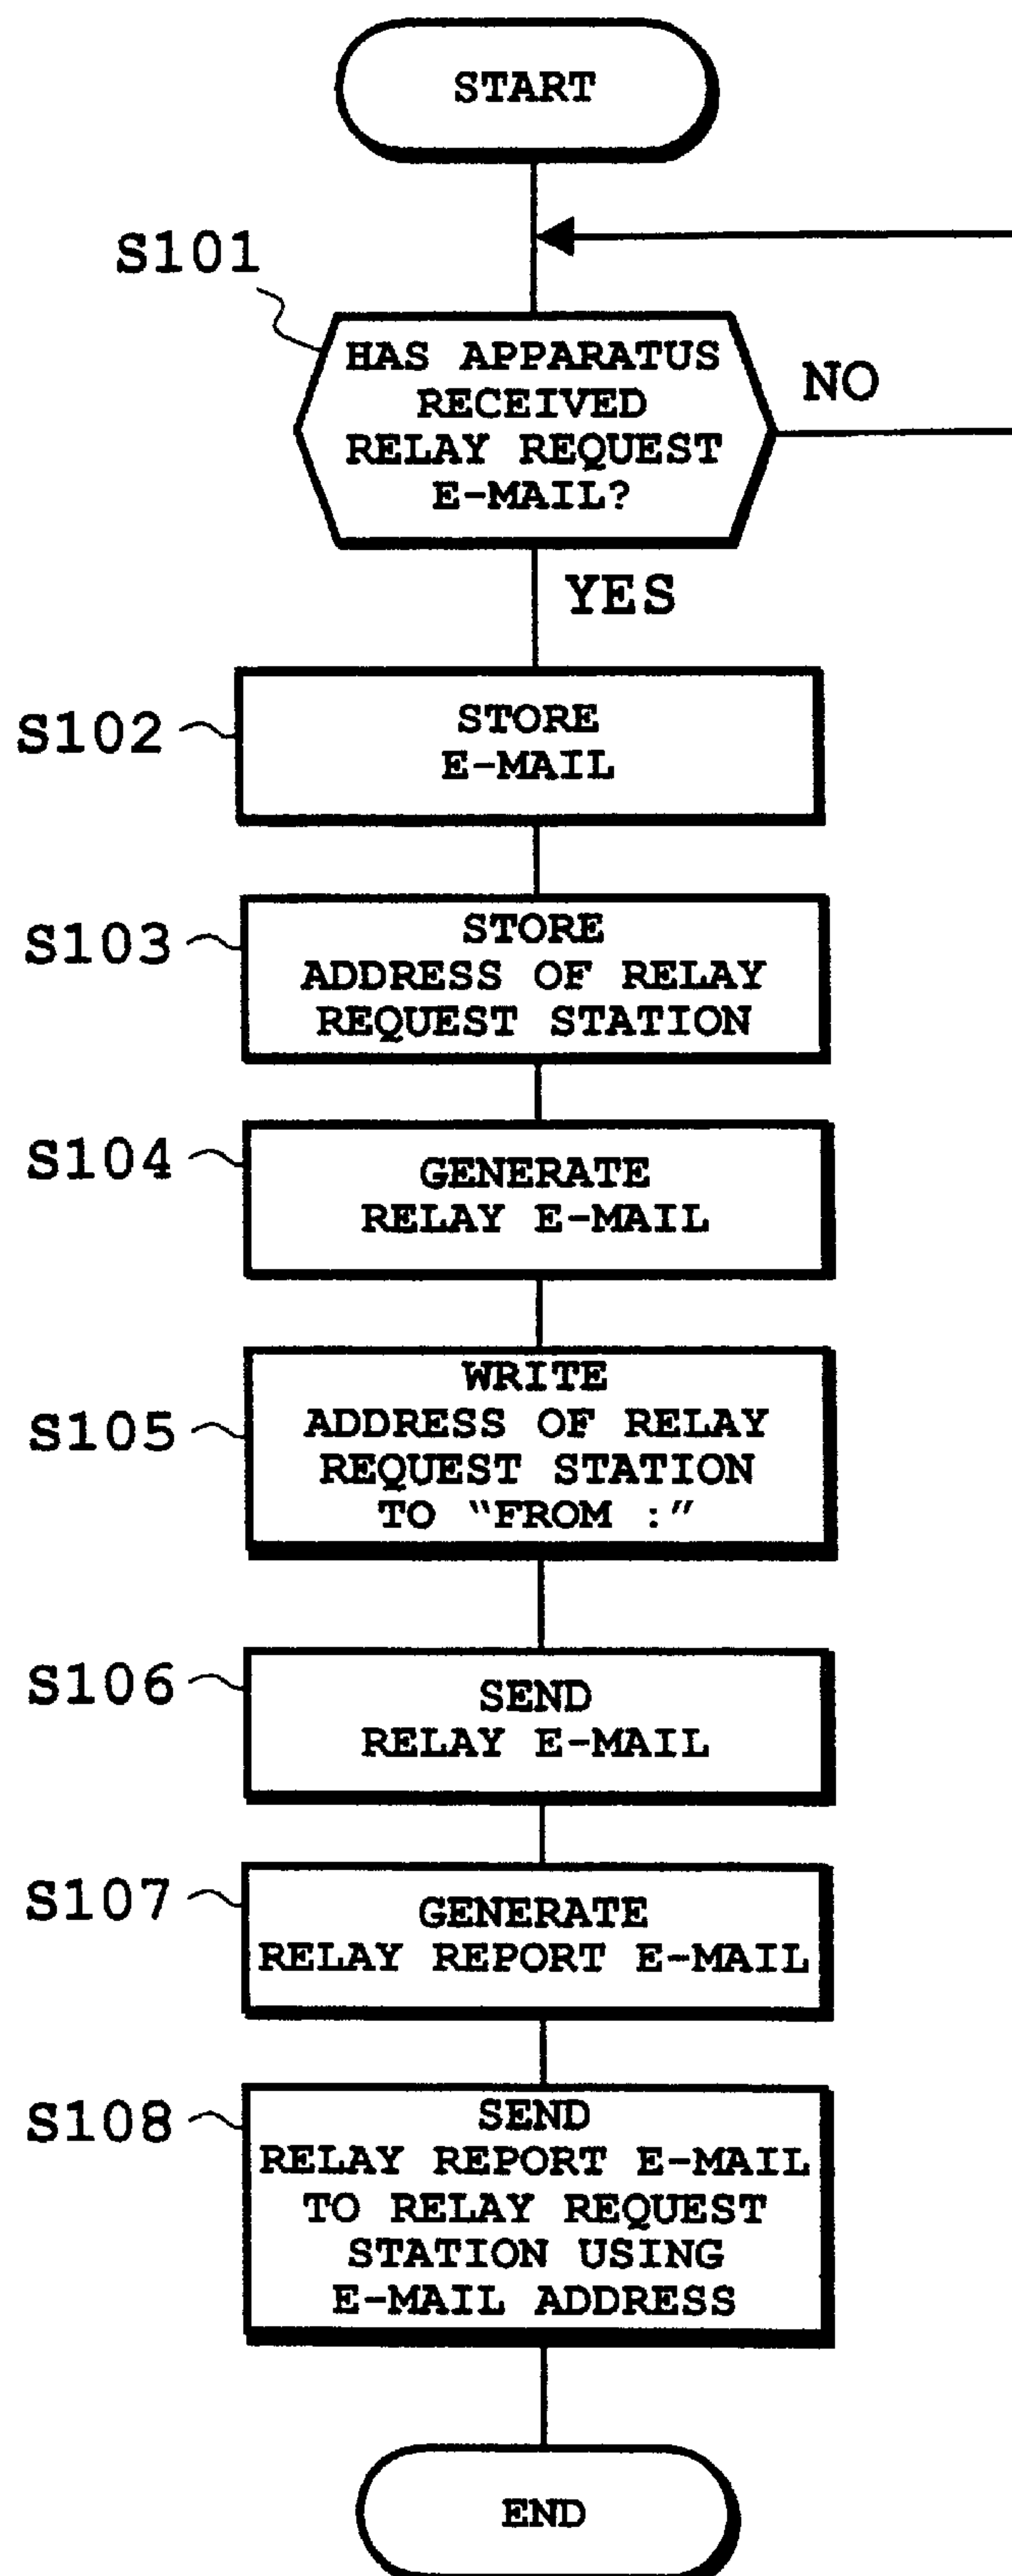 START
S101
HAS APPARATUS
RECEIVED
RELAY REQUEST
E-MAIL?
NO
YES
S102
STORE
E-MAIL
S103
STORE
ADDRESS OF RELAY
REQUEST STATION
S104
GENERATE
RELAY E-MAIL
S105
WRITE
ADDRESS OF RELAY
REQUEST STATION
TO “FROM :”
S106
SEND
RELAY E-MAIL
S107
GENERATE
RELAY REPORT E-MAIL
S108
SEND
RELAY REPORT E-MAIL
TO RELAY REQUEST
STATION USING
E-MAIL ADDRESS
END